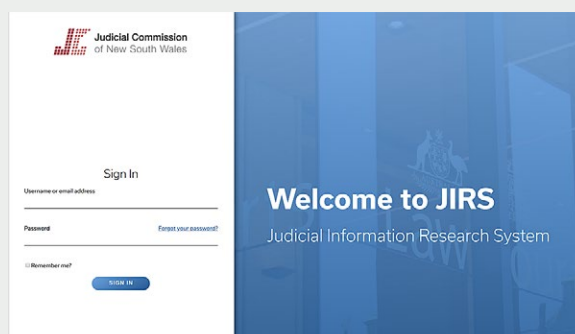 Judicial Commission
of New South Wales
Sign In
Username or email address
Password
Forgot your password?
Remember me?
SIGN IN
Welcome to JIRS
Judicial Information Research System
Law